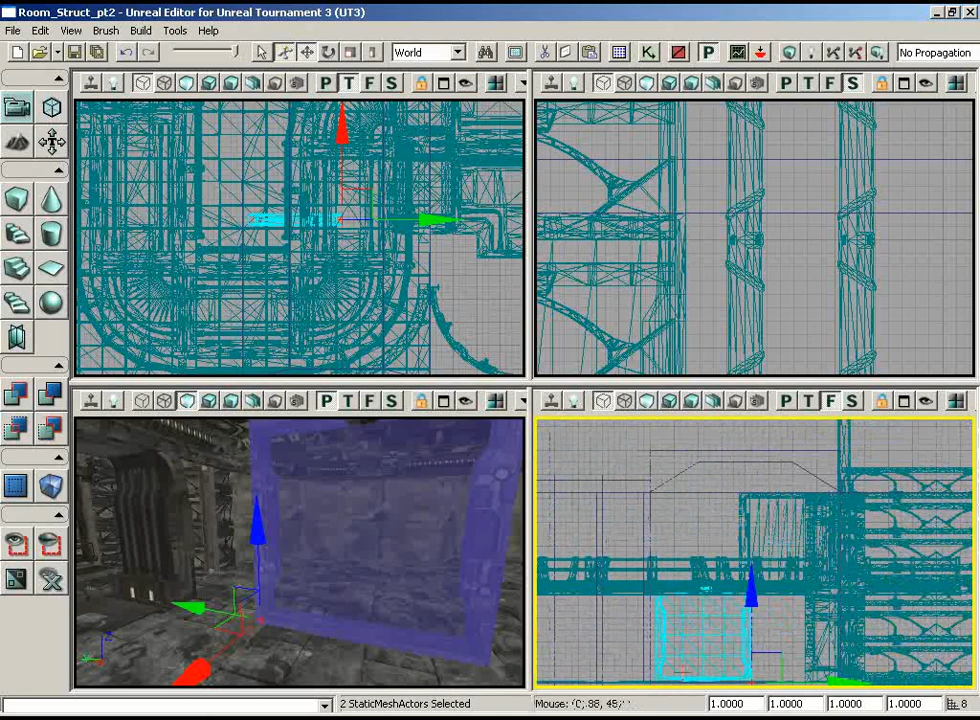 Room_Struct_pt2 - Unreal Editor for Unreal Tournament 3 (UT3)
File Edit View Brush Build Tools Help
World P No Propagation
P T F S
P T F S
P T F S
P T F S
2 StaticMeshActors Selected Mouse: 1.0000 1.0000 1.0000 1.0000 8